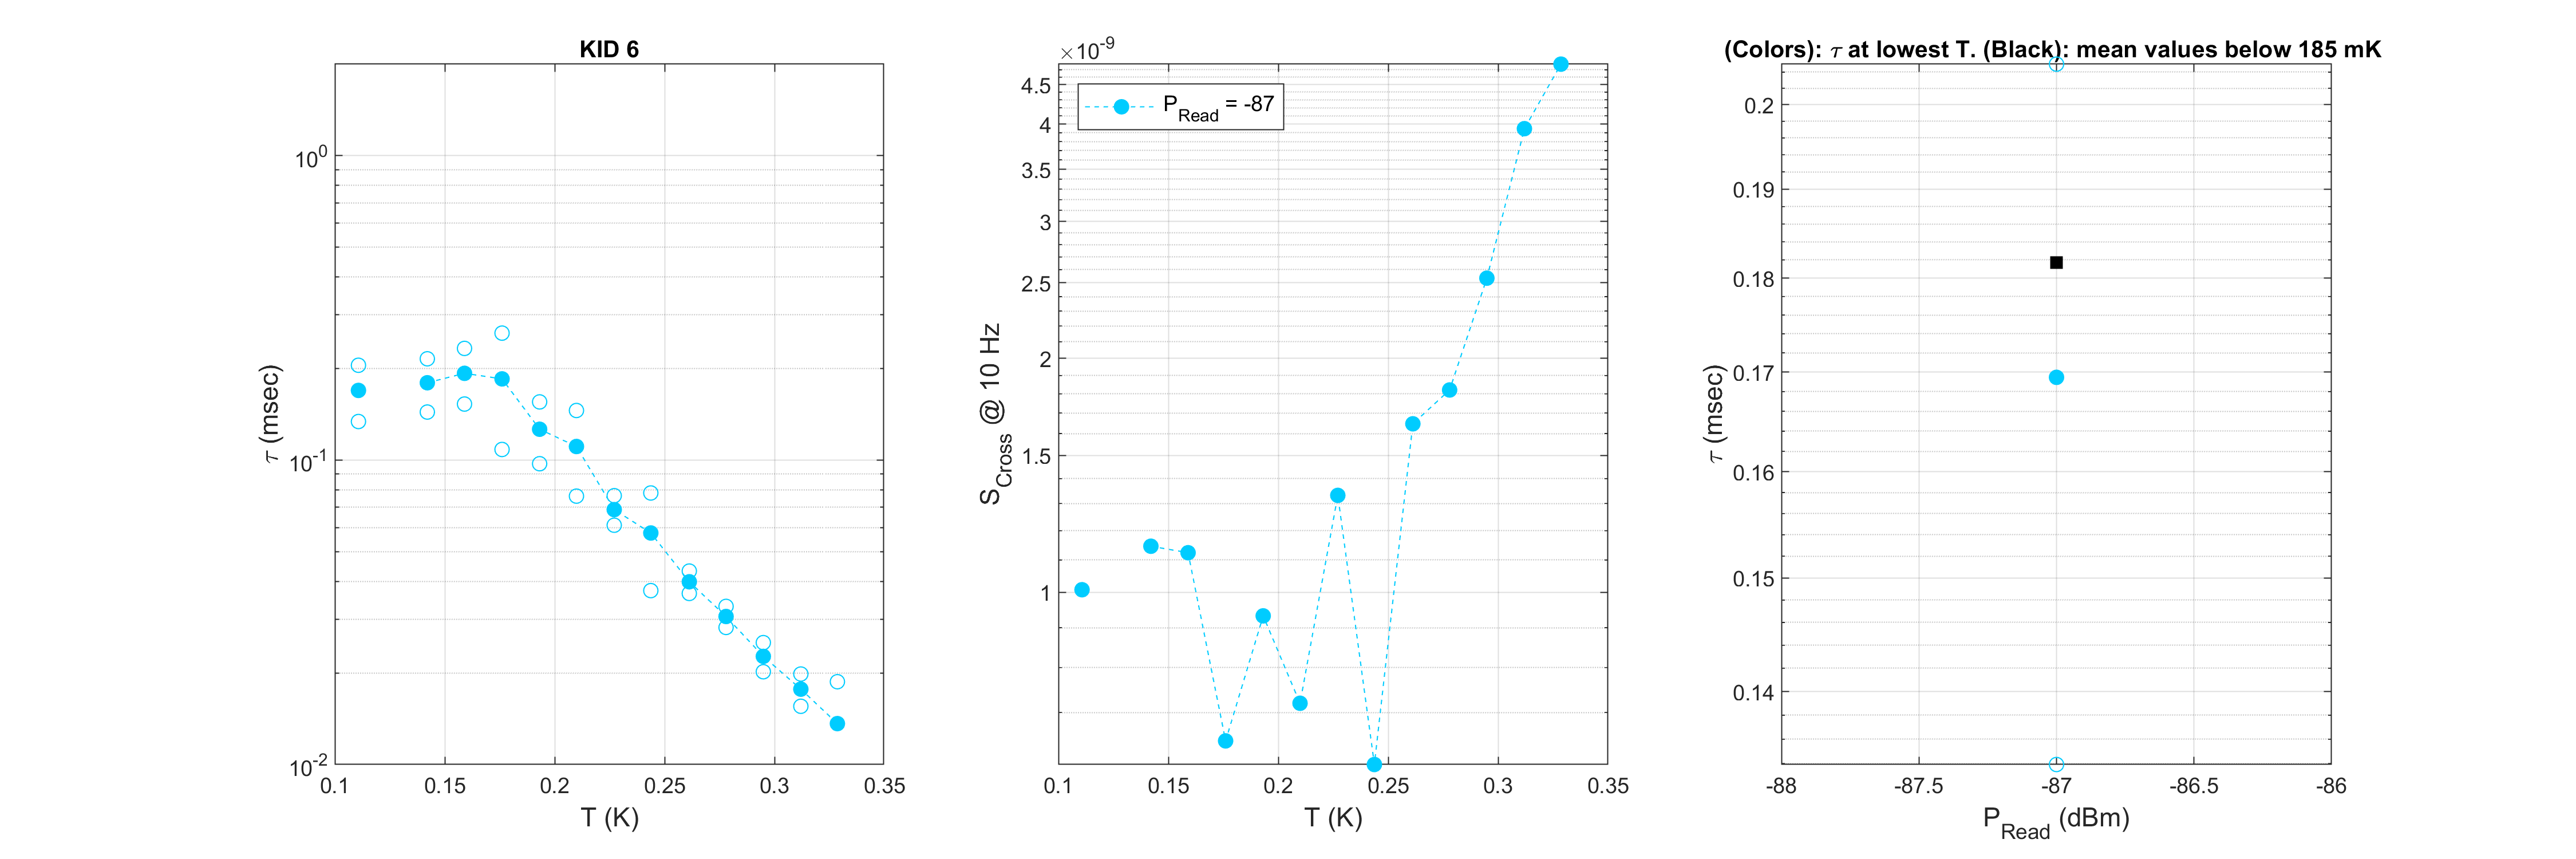 KID 6
10^0
10^-1
10^-2
τ (msec)
0.1 0.15 0.2 0.25 0.3 0.35
T (K)
×10^-9
P_Read = -87
4.5
4
3.5
3
2.5
2
1.5
1
S_Cross @ 10 Hz
0.1 0.15 0.2 0.25 0.3 0.35
T (K)
(Colors): τ at lowest T. (Black): mean values below 185 mK
0.2
0.19
0.18
0.17
0.16
0.15
0.14
τ (msec)
-88 -87.5 -87 -86.5 -86
P_Read (dBm)